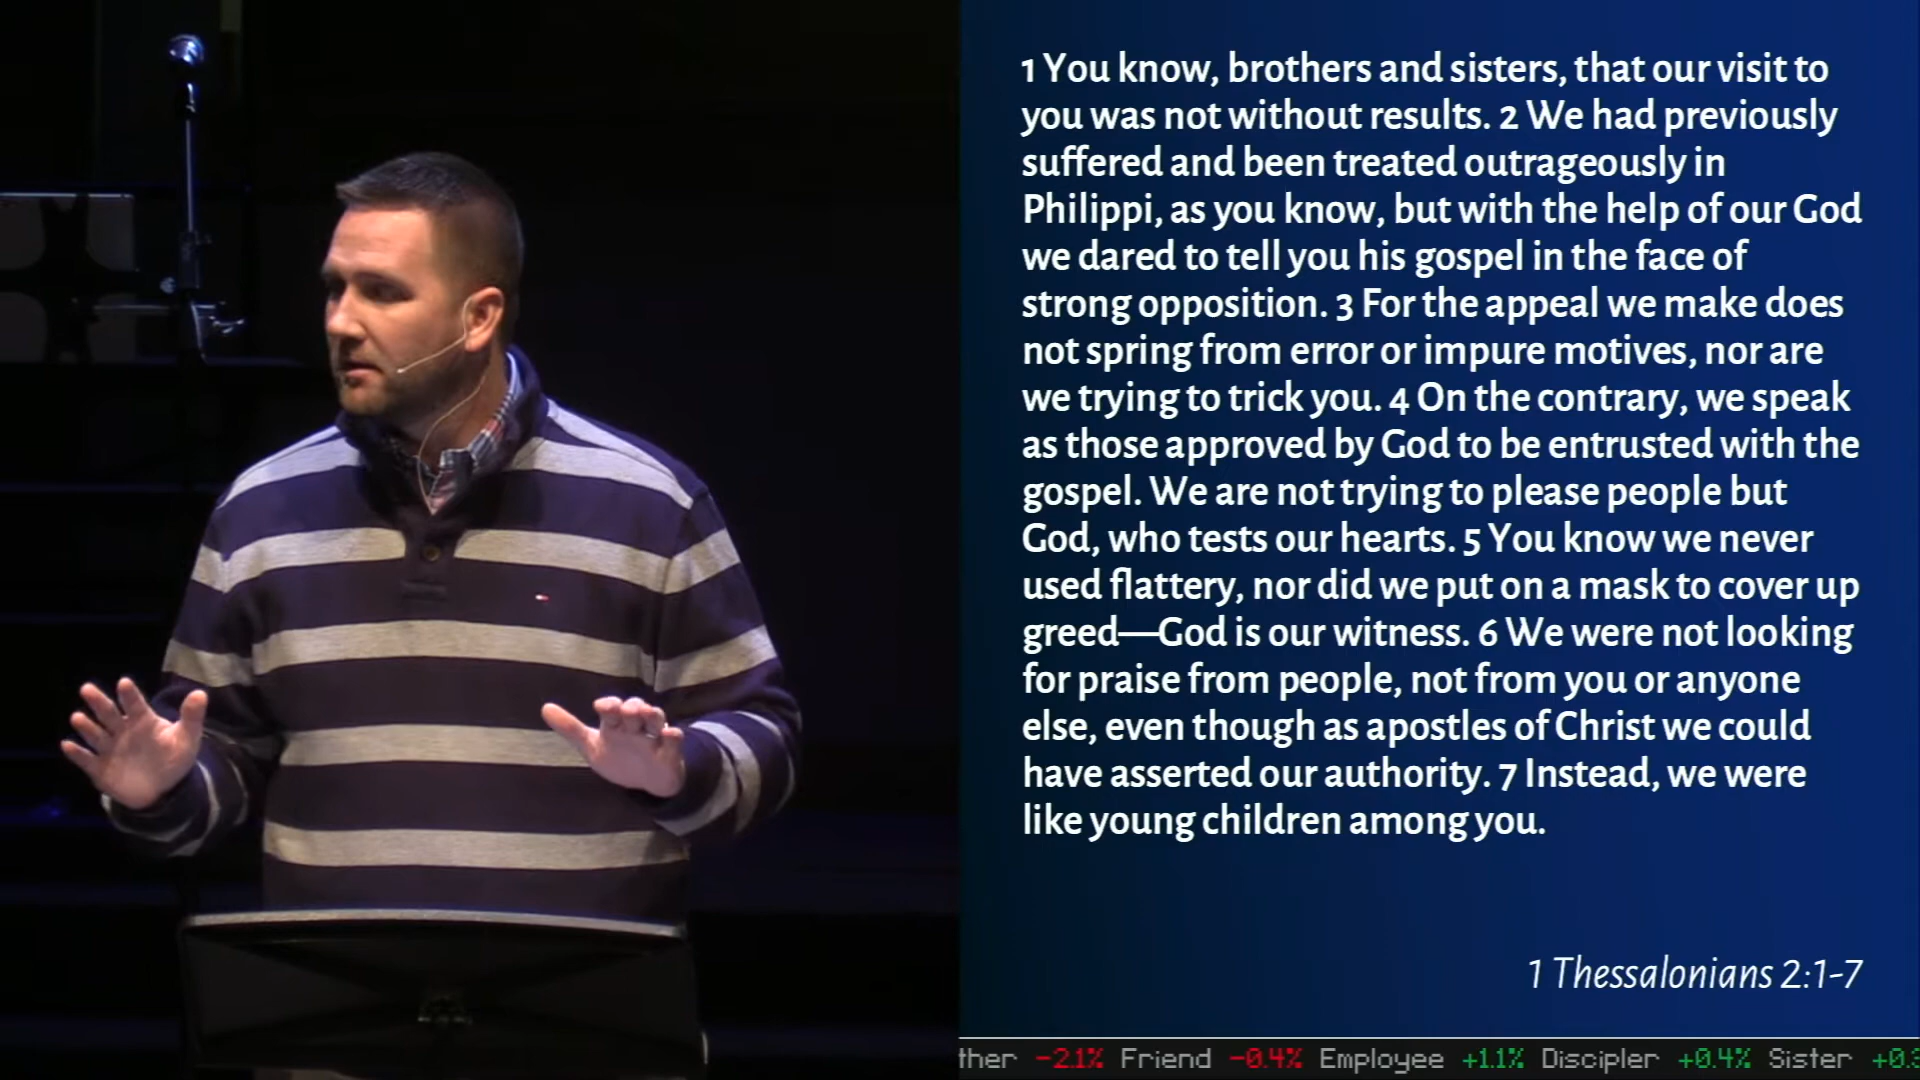 1 You know, brothers and sisters, that our visit to
you was not without results. 2 We had previously
suffered and been treated outrageously in
Philippi, as you know, but with the help of our God
we dared to tell you his gospel in the face of
strong opposition. 3 For the appeal we make does
not spring from error or impure motives, nor are
we trying to trick you. 4 On the contrary, we speak
as those approved by God to be entrusted with the
gospel. We are not trying to please people but
God, who tests our hearts. 5 You know we never
used flattery, nor did we put on a mask to cover up
greed—God is our witness. 6 We were not looking
for praise from people, not from you or anyone
else, even though as apostles of Christ we could
have asserted our authority. 7 Instead, we were
like young children among you.
1 Thessalonians 2:1-7
ther -2.1% Friend -0.4% Employee +1.1% Discipler +0.4% Sister